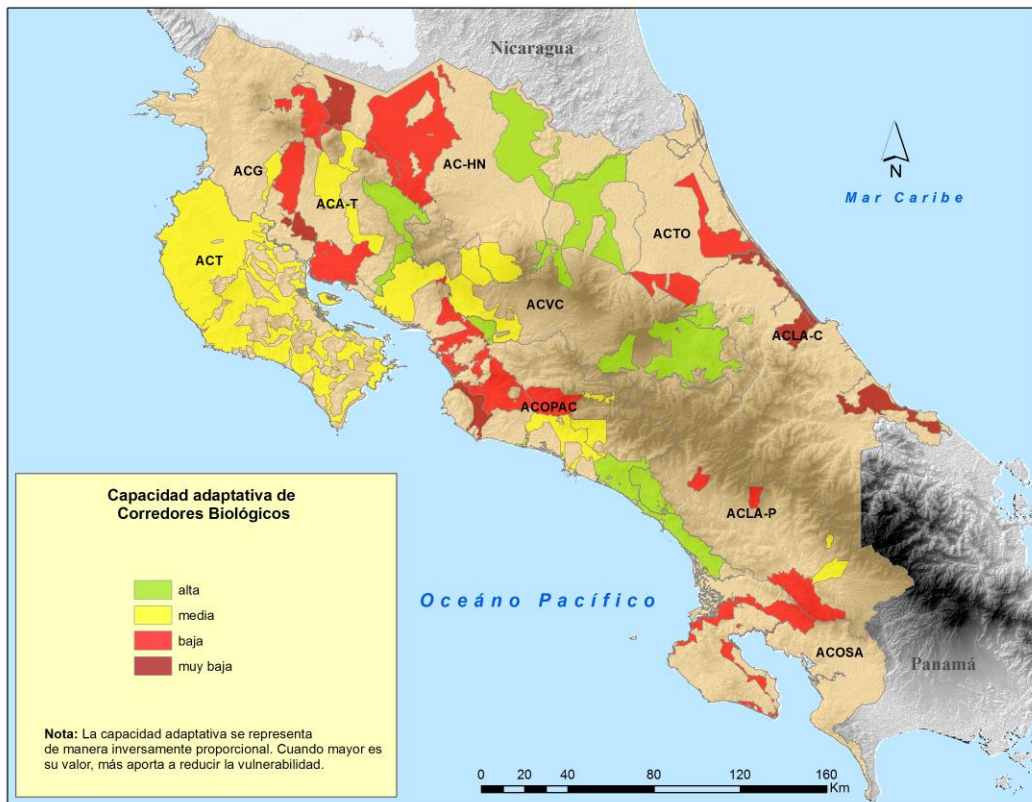 Nicaragua
N
Mar Caribe
AC-HN
ACG
ACA-T
ACTO
ACT
ACVC
ACLA-C
ACOPAC
ACLA-P
Océano Pacífico
ACOSA
Panamá
Capacidad adaptativa de
Corredores Biológicos
alta
media
baja
muy baja
Nota: La capacidad adaptativa se representa
de manera inversamente proporcional. Cuando mayor es
su valor, más aporta a reducir la vulnerabilidad.
0 20 40 80 120 160
Km